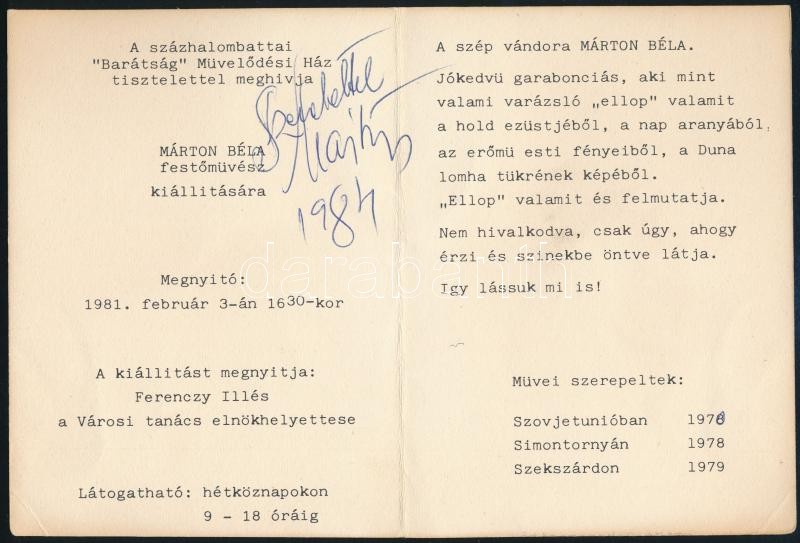 A százhalombattai
"Barátság" Müvelődési Ház
tisztelettel meghivja
Szeretettel
Márton
1984
MÁRTON BÉLA
festőmüvész
kiállitására
Megnyitó:
1981. február 3-án 16³⁰-kor
A kiállitást megnyitja:
Ferenczy Illés
a Városi tanács elnökhelyettese
Látogatható: hétköznapokon
9 - 18 óráig
A szép vándora MÁRTON BÉLA.
Jókedvü garabonciás, aki mint
valami varázsló „ellop" valamit
a hold ezüstjéből, a nap aranyából,
az erőmü esti fényeiből, a Duna
lomha tükrének képéből.
„Ellop" valamit és felmutatja.
Nem hivalkodva, csak úgy, ahogy
érzi és szinekbe öntve látja.
Igy lássuk mi is!
Müvei szerepeltek:
Szovjetunióban
Simontornyán 1978
Szekszárdon 1979
darabanth